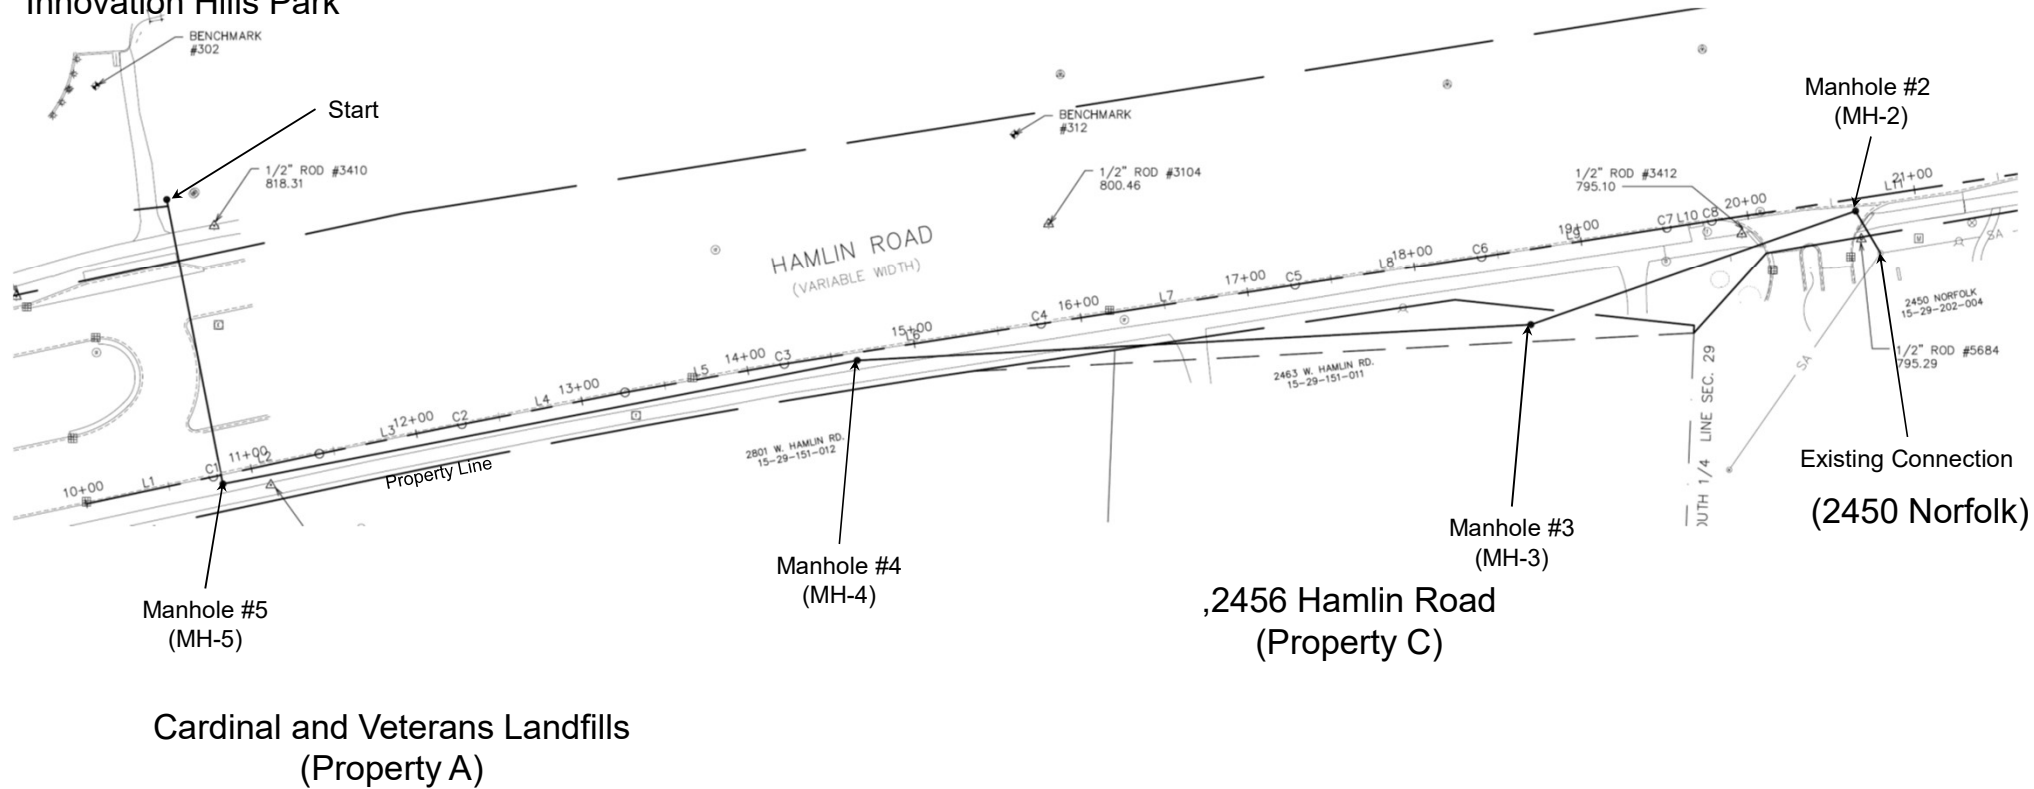 Innovation Hills Park
BENCHMARK
#302
Start
1/2" ROD #3410
818.31
BENCHMARK
#312
1/2" ROD #3104
800.46
HAMLIN ROAD
(VARIABLE WIDTH)
1/2" ROD #3412
795.10
Manhole #2
(MH-2)
10+00
L1
C1
11+00
L2
L3
12+00
C2
L4
13+00
L5
14+00
C3
15+00
L6
C4
16+00
L7
17+00
C5
L8
18+00
C6
19+00
L9
C7
L10
C8
20+00
L11
21+00
Property Line
2801 W. HAMLIN RD.
15-29-151-012
2463 W. HAMLIN RD.
15-29-151-011
OUTH 1/4 LINE SEC. 29
SA
SA
2450 NORFOLK
15-29-202-004
1/2" ROD #5684
795.29
Existing Connection
(2450 Norfolk)
Manhole #3
(MH-3)
Manhole #4
(MH-4)
Manhole #5
(MH-5)
,2456 Hamlin Road
(Property C)
Cardinal and Veterans Landfills
(Property A)